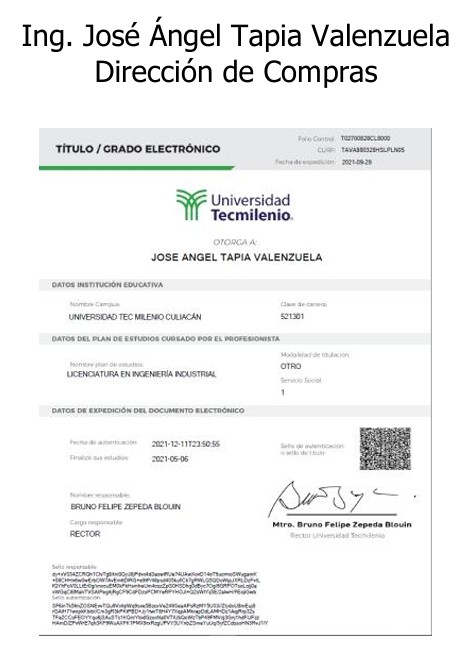 Ing. José Ángel Tapia Valenzuela
Dirección de Compras
TÍTULO / GRADO ELECTRÓNICO
Folio Control:
CURP:
Fecha de expedición: 2021-09-29
Universidad
Tecmilenio
OTORGA A:
JOSE ANGEL TAPIA VALENZUELA
DATOS INSTITUCIÓN EDUCATIVA
Nombre Campus
Clave de carrera
UNIVERSIDAD TEC MILENIO CULIACÁN
521301
DATOS DEL PLAN DE ESTUDIOS CURSADO POR EL PROFESIONISTA
Modalidad de titulación
Nombre plan de estudios
OTRO
LICENCIATURA EN INGENIERÍA INDUSTRIAL
Servicio Social
1
DATOS DE EXPEDICIÓN DEL DOCUMENTO ELECTRÓNICO
Fecha de autenticación 2021-12-11T23:50:55
Sello de autenticación
o sello de título
Finalizó sus estudios 2021-05-06
Nombre responsable:
BRUNO FELIPE ZEPEDA BLOUIN
Mtro. Bruno Felipe Zepeda Blouin
Cargo responsable
Rector Universidad Tecmilenio
RECTOR
Sello responsable
Sello autenticación